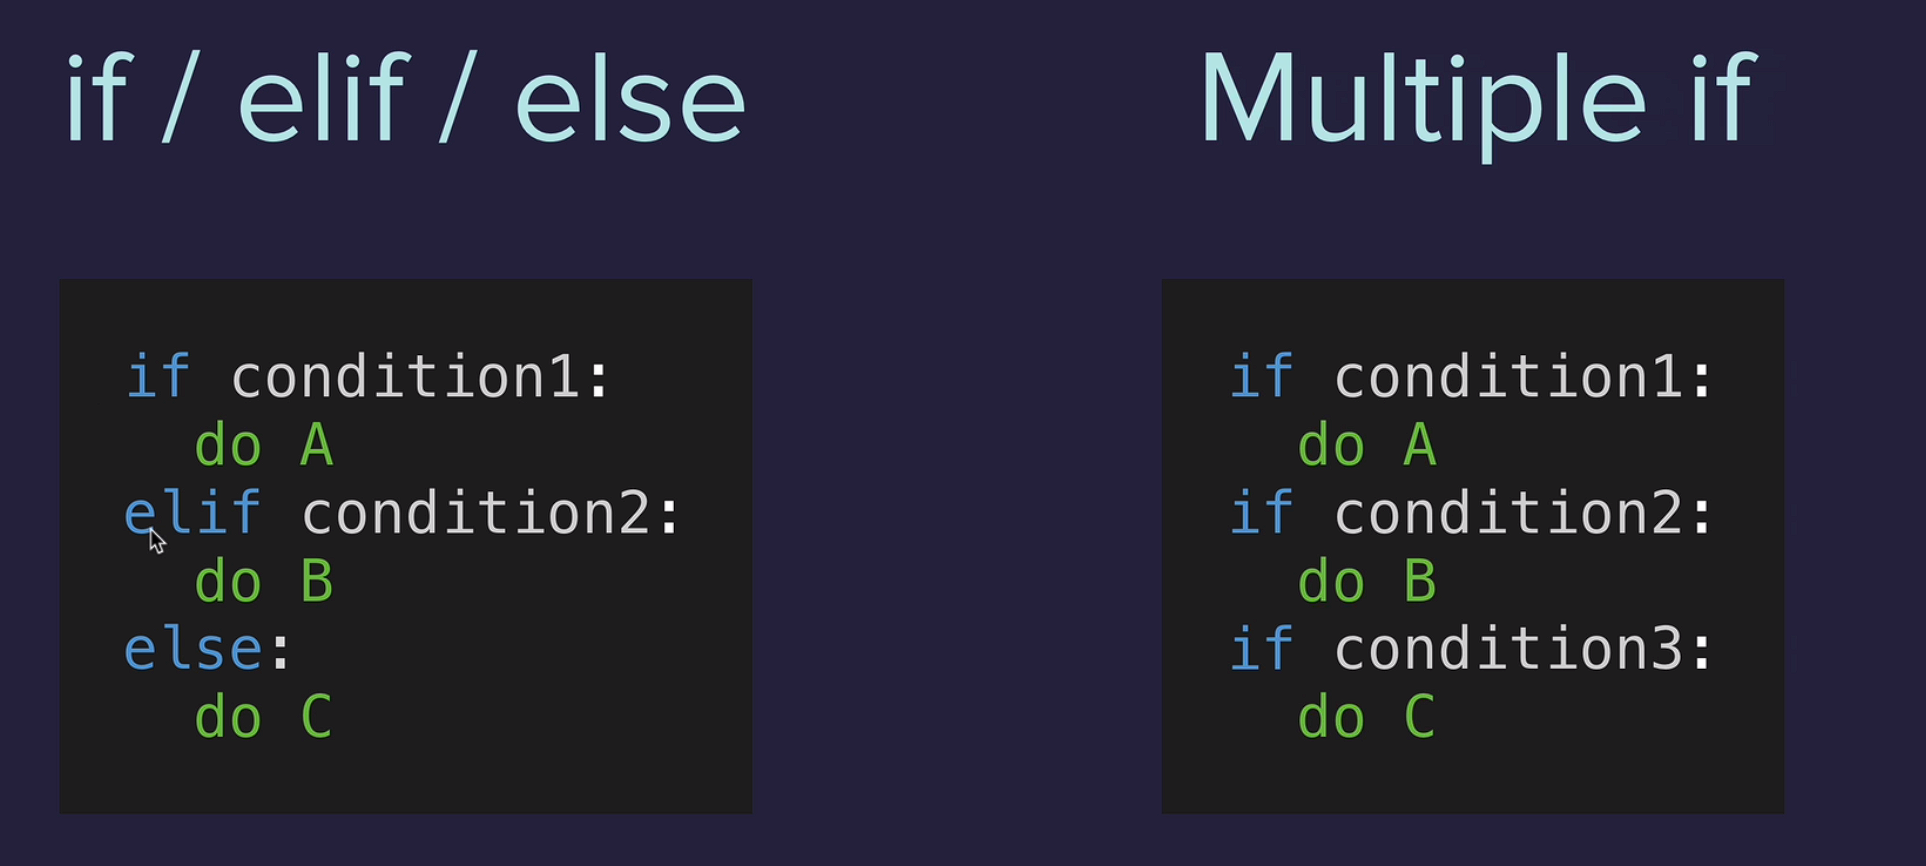 if / elif / else
if condition1:
  do A
elif condition2:
  do B
else:
  do C
Multiple if
if condition1:
  do A
if condition2:
  do B
if condition3:
  do C